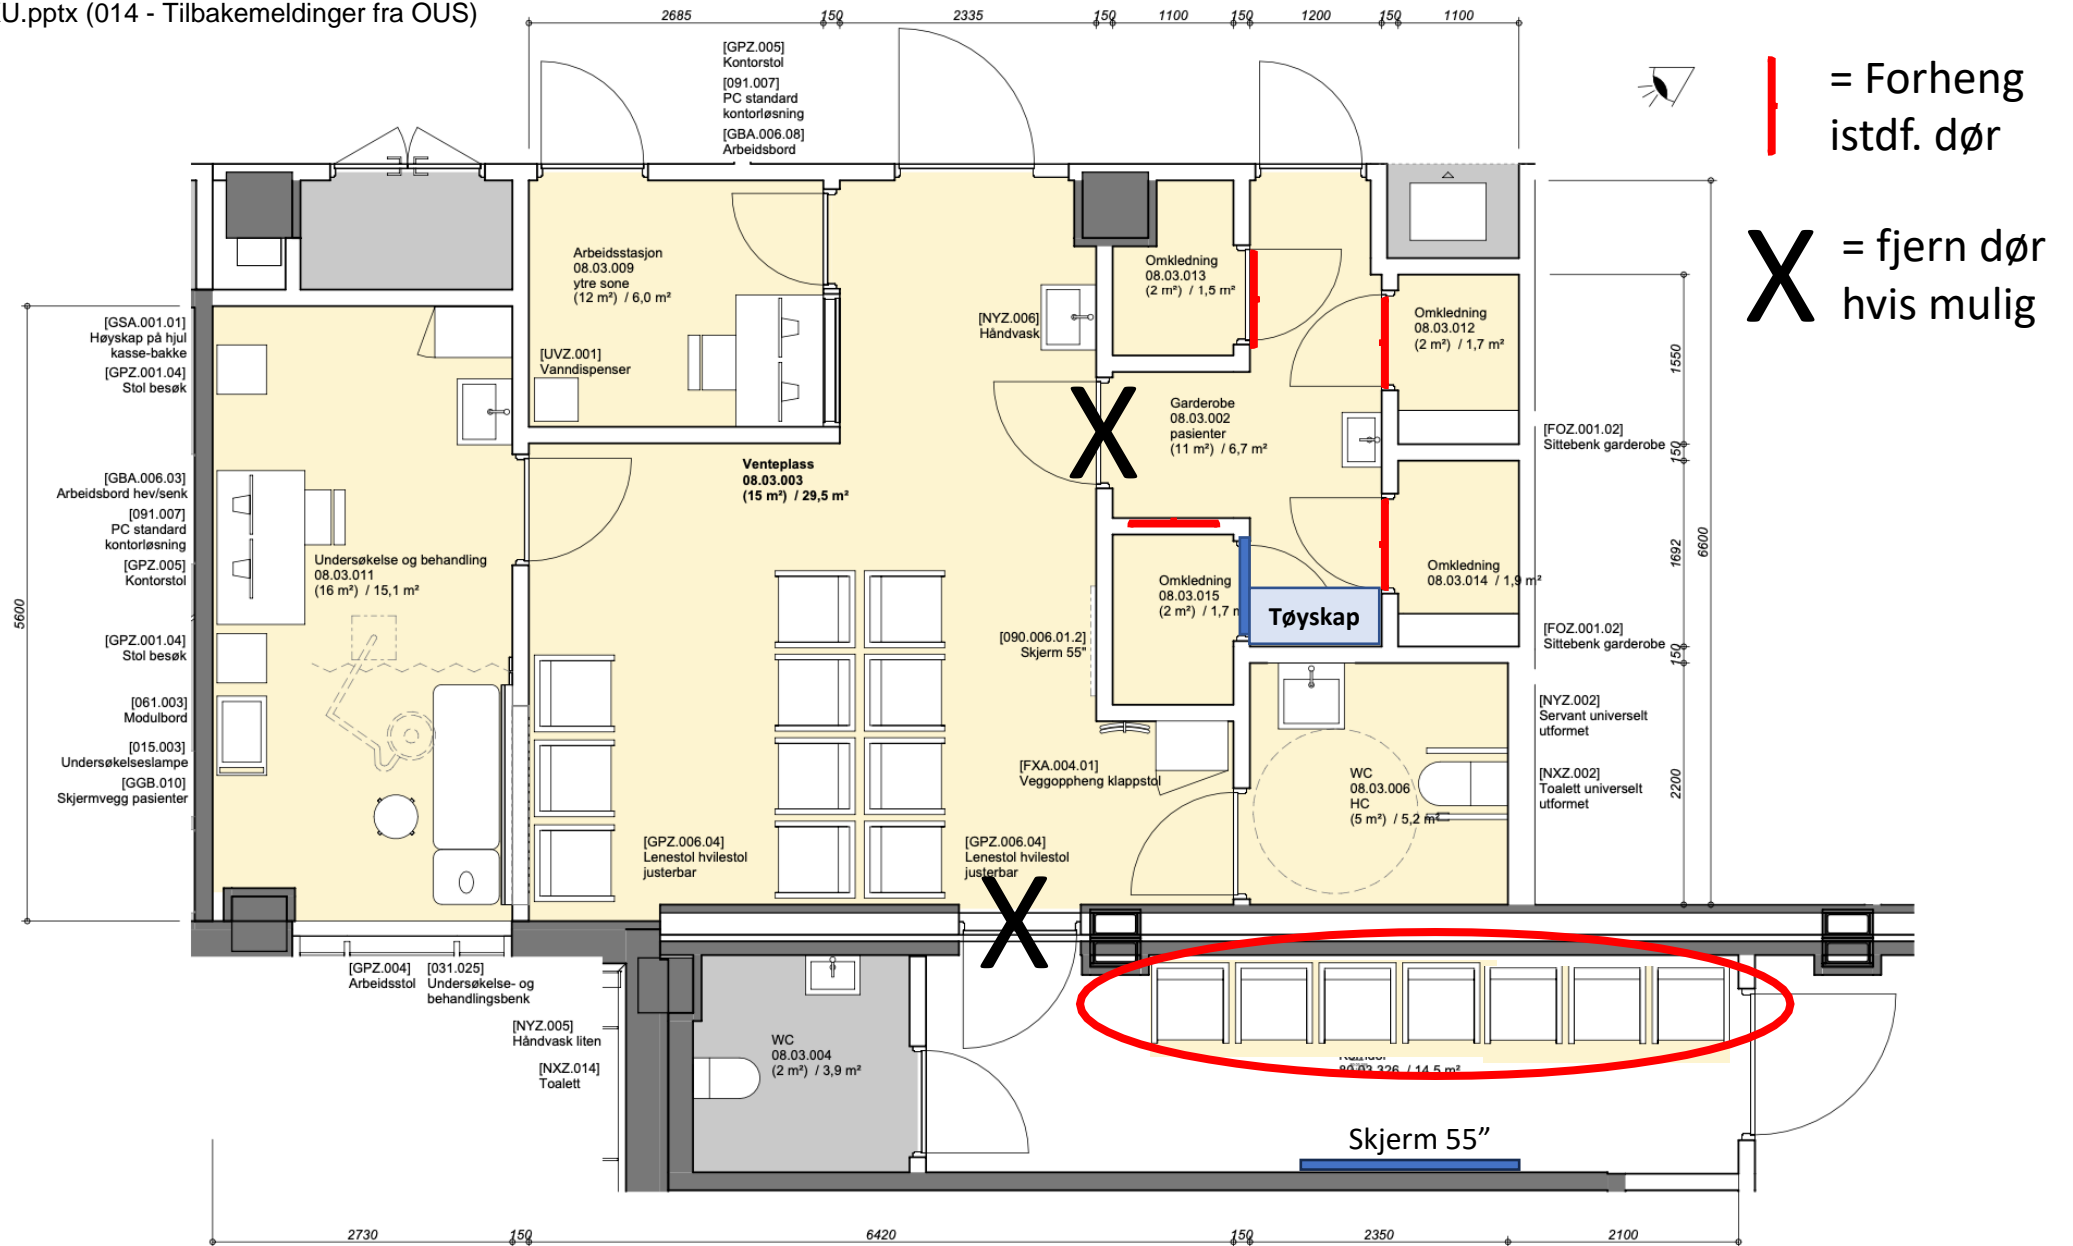 U.pptx (014 - Tilbakemeldinger fra OUS)
2685
150
2335
150
1100
150
1200
150
1100
[GPZ.005]
Kontorstol
[091.007]
PC standard
kontorløsning
[GBA.006.08]
Arbeidsbord
= Forheng
istdf. dør
X
= fjern dør
hvis mulig
Arbeidsstasjon
08.03.009
ytre sone
(12 m²) / 6,0 m²
[UVZ.001]
Vanndispenser
[NYZ.006]
Håndvask
Omkledning
08.03.013
(2 m²) / 1,5 m²
Omkledning
08.03.012
(2 m²) / 1,7 m²
[GSA.001.01]
Høyskap på hjul
kasse-bakke
[GPZ.001.04]
Stol besøk
[GBA.006.03]
Arbeidsbord hev/senk
[091.007]
PC standard
kontorløsning
[GPZ.005]
Kontorstol
[GPZ.001.04]
Stol besøk
[061.003]
Modulbord
[015.003]
Undersøkelseslampe
[GGB.010]
Skjermvegg pasienter
5600
Undersøkelse og behandling
08.03.011
(16 m²) / 15,1 m²
Venteplass
08.03.003
(15 m²) / 29,5 m²
X
Garderobe
08.03.002
pasienter
(11 m²) / 6,7 m²
[FOZ.001.02]
Sittebenk garderobe
1550
150
1692
6600
150
2200
Omkledning
08.03.014 / 1,9 m²
Omkledning
08.03.015
(2 m²) / 1,7 m
Tøyskap
[FOZ.001.02]
Sittebenk garderobe
[090.006.01.2]
Skjerm 55"
[NYZ.002]
Servant universelt
utformet
[NXZ.002]
Toalett universelt
utformet
[FXA.004.01]
Veggoppheng klappstol
WC
08.03.006
HC
(5 m²) / 5,2 m²
[GPZ.006.04]
Lenestol hvilestol
justerbar
[GPZ.006.04]
Lenestol hvilestol
justerbar
X
[GPZ.004]
Arbeidsstol
[031.025]
Undersøkelse- og
behandlingsbenk
[NYZ.005]
Håndvask liten
[NXZ.014]
Toalett
WC
08.03.004
(2 m²) / 3,9 m²
80.03.326 / 14,5 m²
Skjerm 55”
2730
150
6420
150
2350
2100